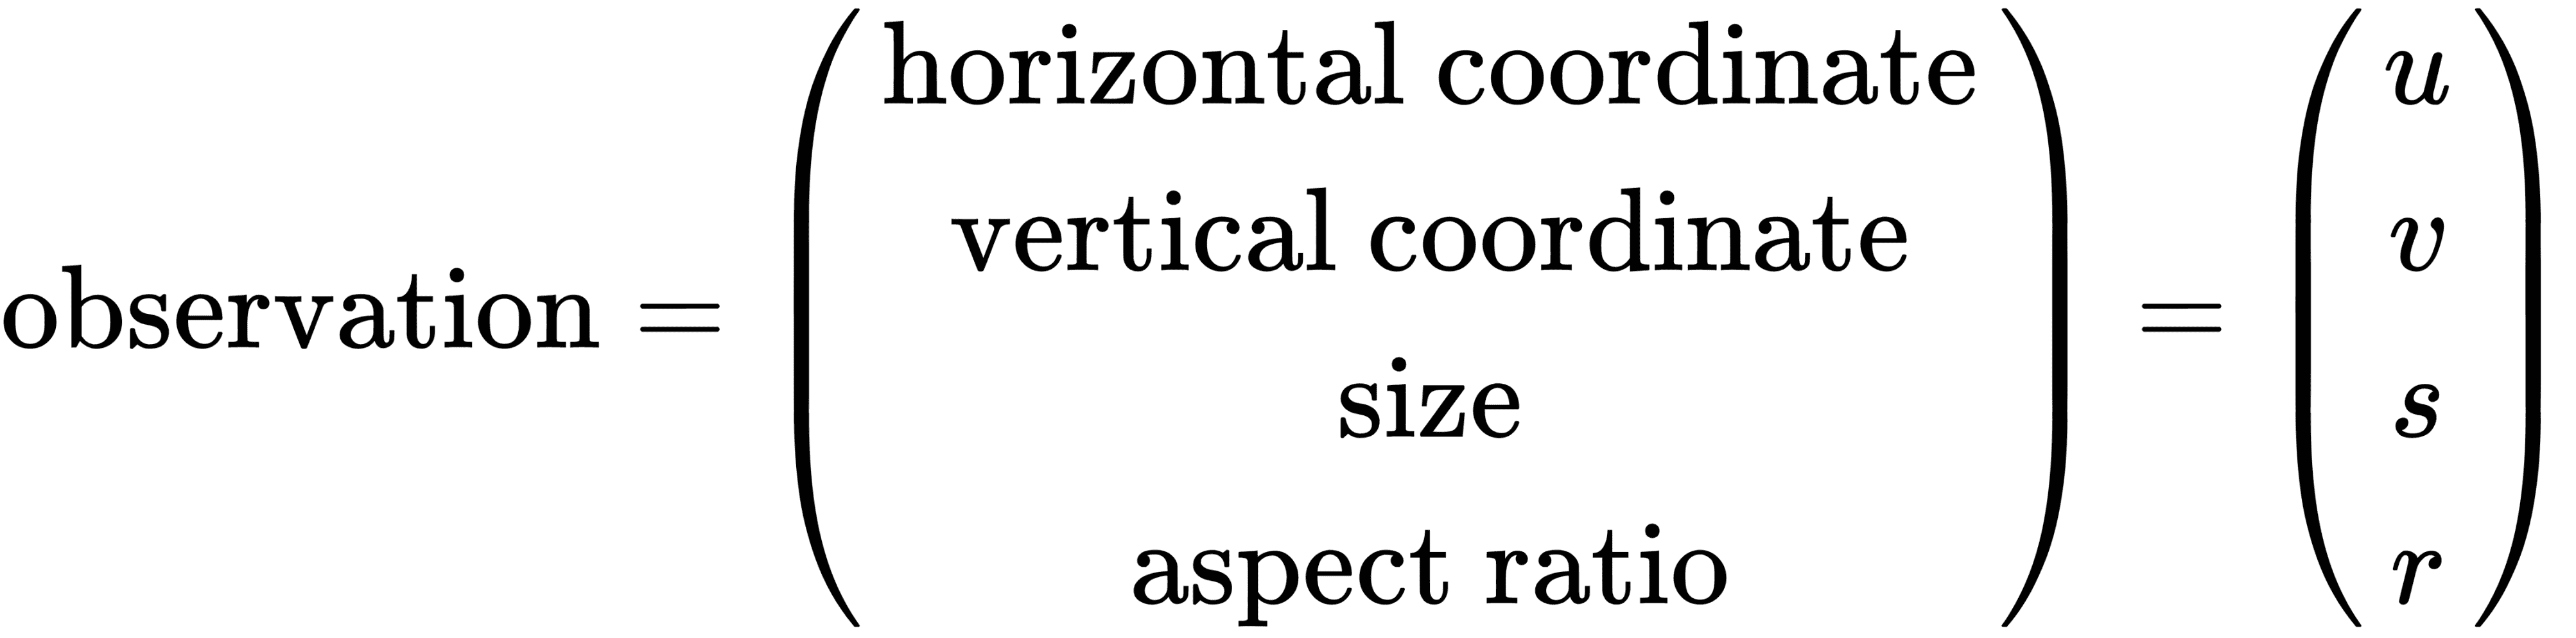 observation = ( horizontal coordinate vertical coordinate size aspect ratio ) = ( u v s r )